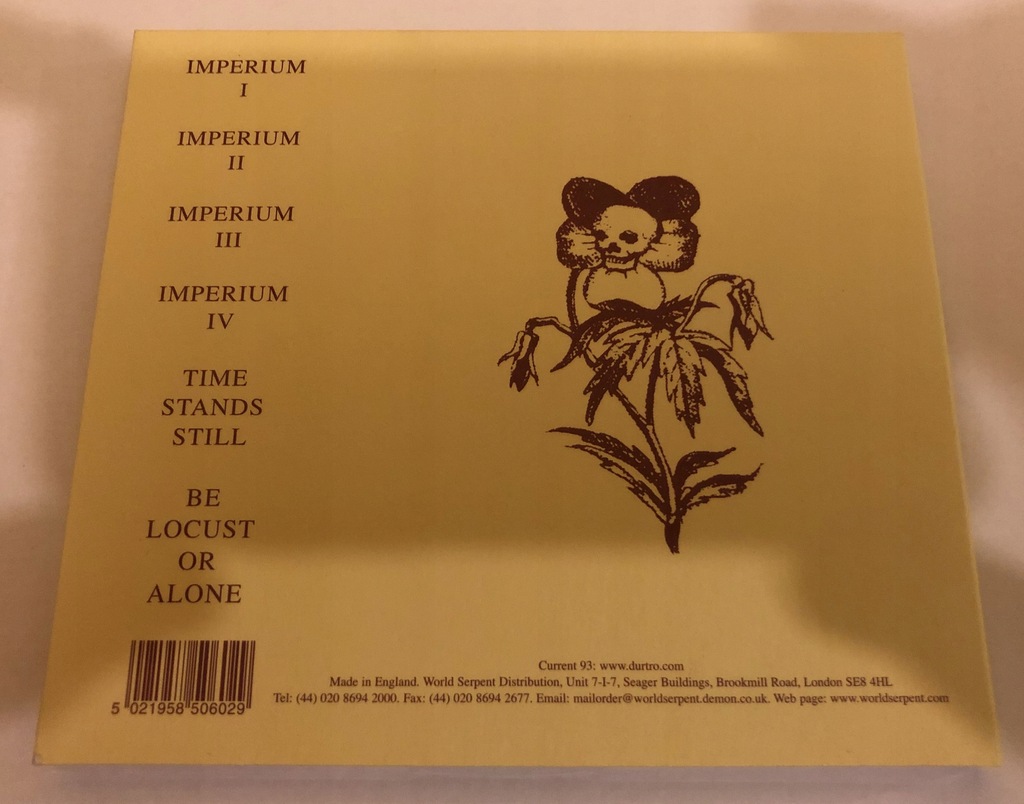 IMPERIUM
I
IMPERIUM
II
IMPERIUM
III
IMPERIUM
IV
TIME
STANDS
STILL
BE
LOCUST
OR
ALONE
5 021958 506029
Current 93: www.durtro.com
Made in England. World Serpent Distribution, Unit 7-I-7, Seager Buildings, Brookmill Road, London SE8 4HL
Tel: (44) 020 8694 2000. Fax: (44) 020 8694 2677. Email: mailorder@worldserpent.demon.co.uk. Web page: www.worldserpent.com